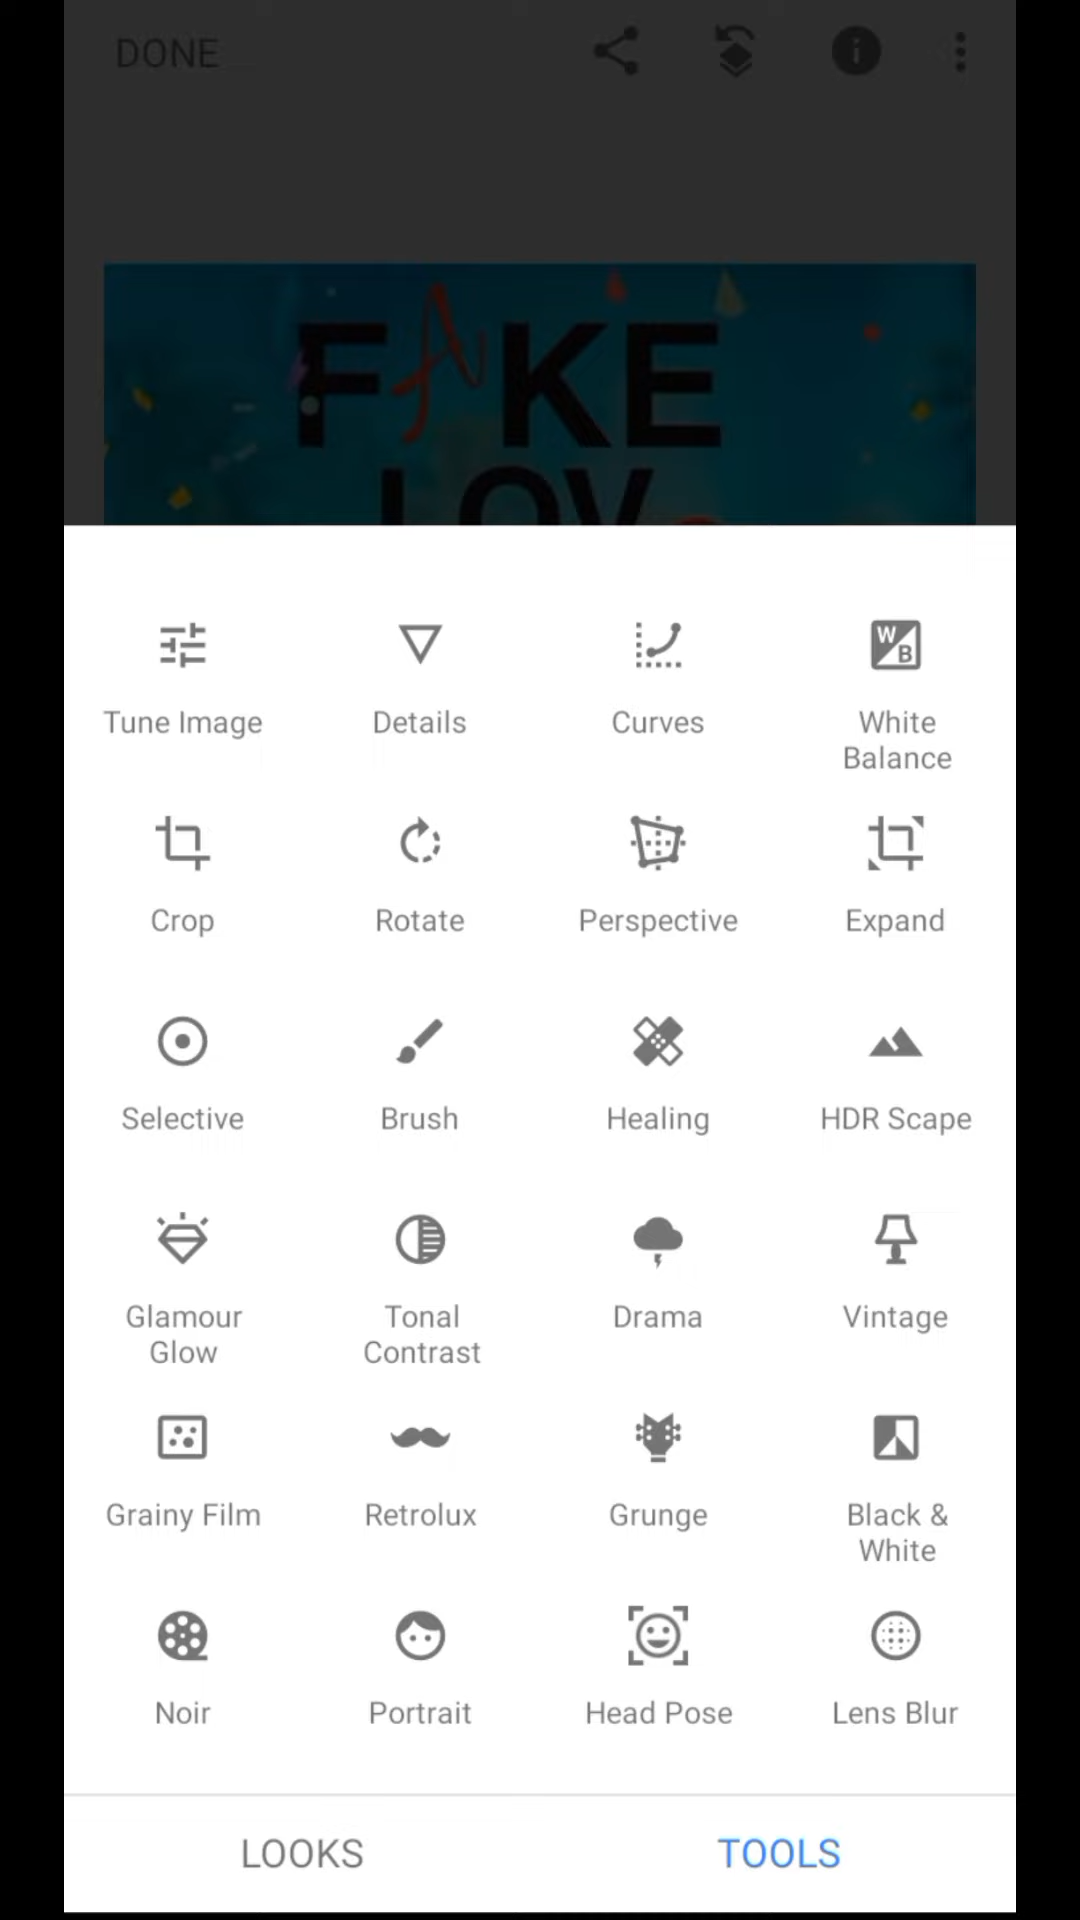 DONE
FAKE
LOV
Tune Image
Details
Curves
White
Balance
Crop
Rotate
Perspective
Expand
Selective
Brush
Healing
HDR Scape
Glamour
Glow
Tonal
Contrast
Drama
Vintage
Grainy Film
Retrolux
Grunge
Black &
White
Noir
Portrait
Head Pose
Lens Blur
LOOKS
TOOLS